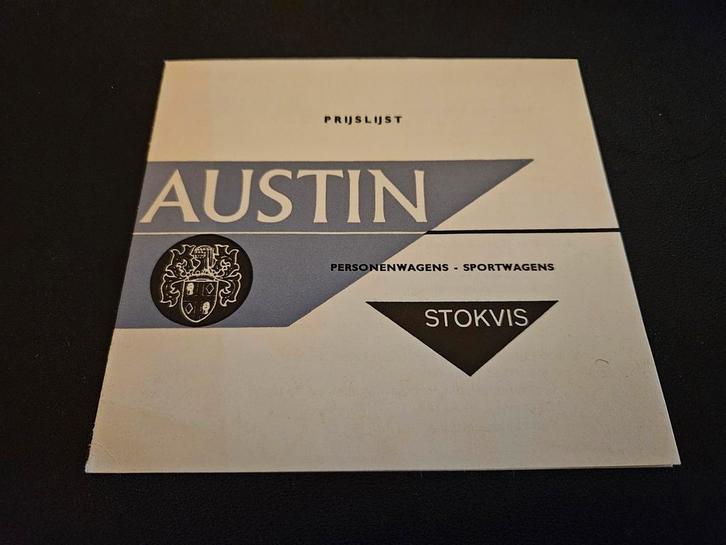 PRIJSLIJST
AUSTIN
PERSONENWAGENS - SPORTWAGENS
STOKVIS